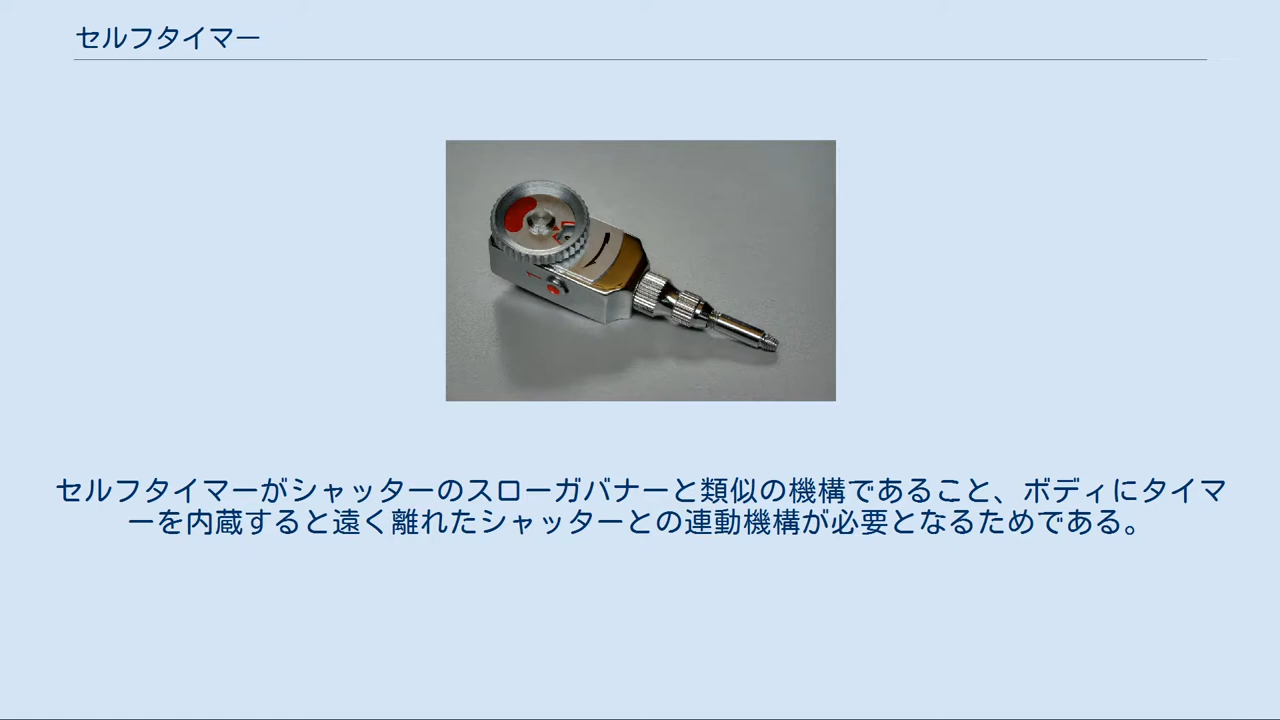 セルフタイマー
セルフタイマーがシャッターのスローガバナーと類似の機構であること、ボディにタイマ
ーを内蔵すると遠く離れたシャッターとの連動機構が必要となるためである。